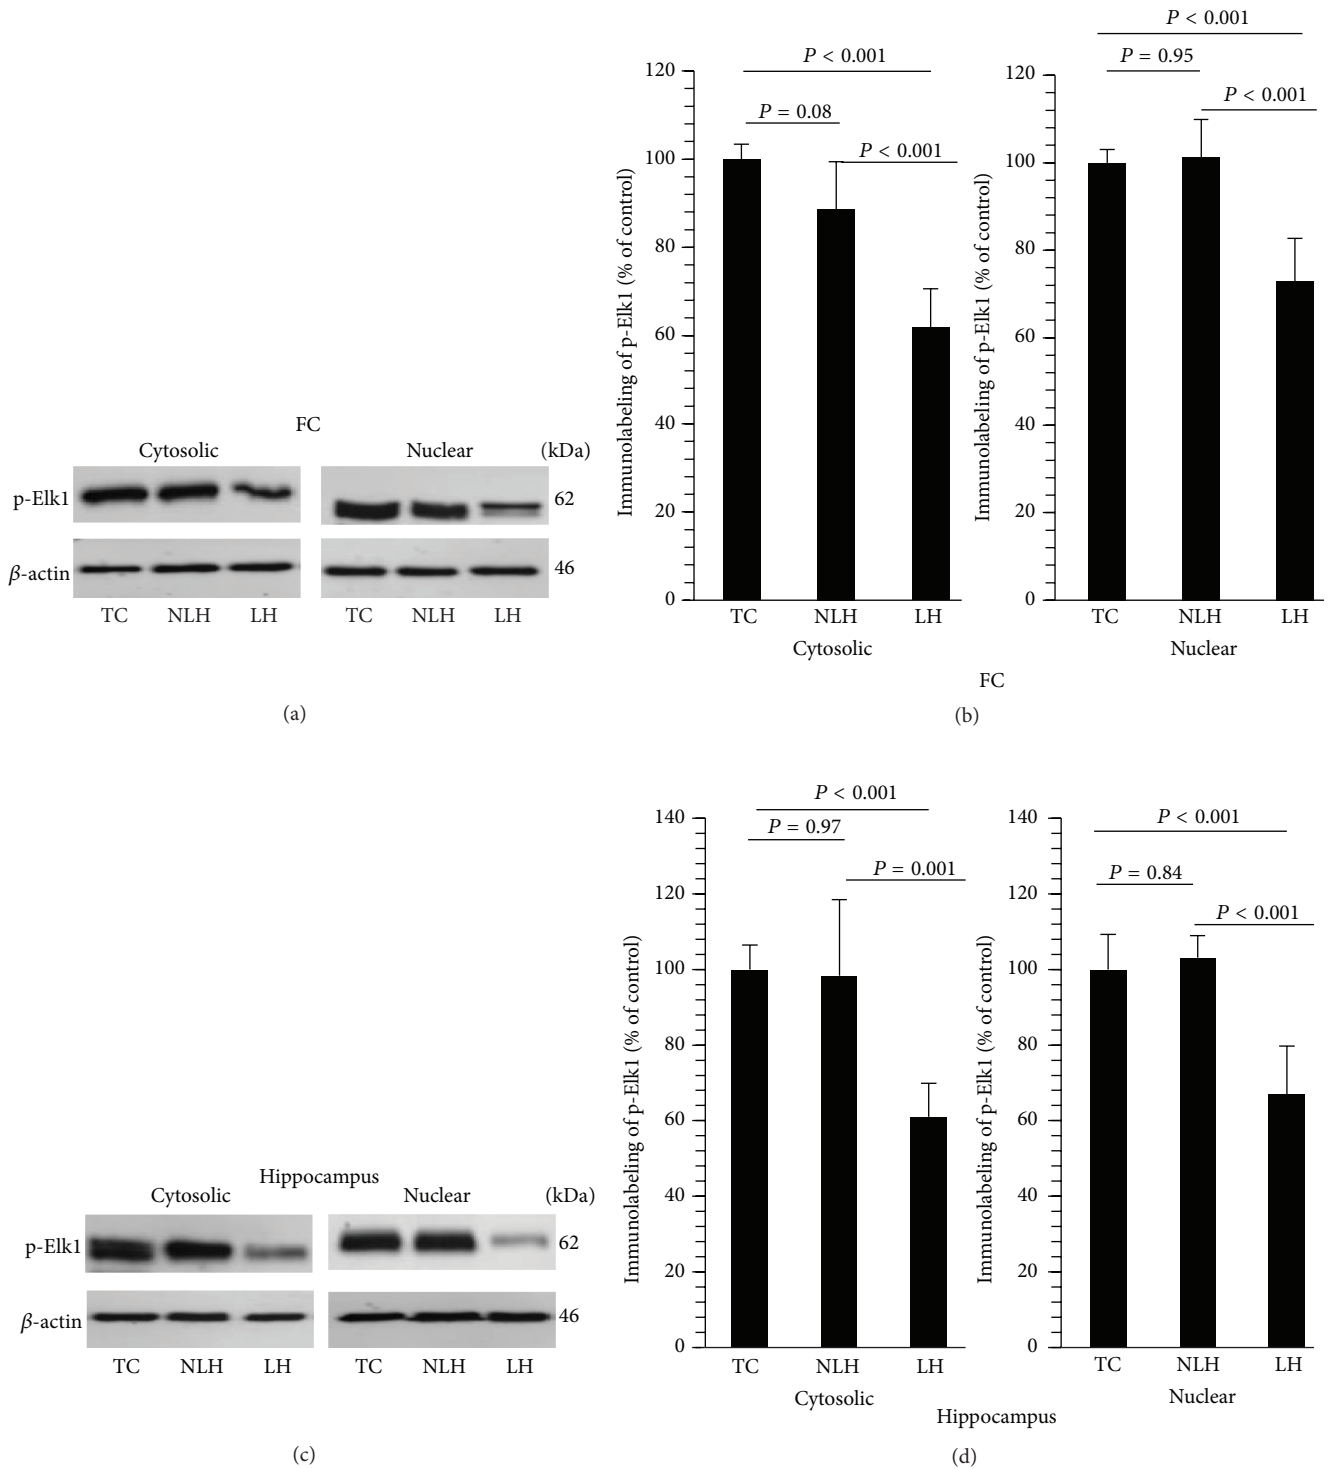 FC
Cytosolic Nuclear (kDa)
p-Elk1 62
β-actin 46
TC NLH LH TC NLH LH
(a)
P < 0.001
P = 0.08
P < 0.001
120
100
80
60
40
20
0
Immunolabeling of p-Elk1 (% of control)
TC NLH LH
Cytosolic
P < 0.001
P = 0.95
P < 0.001
120
100
80
60
40
20
0
Immunolabeling of p-Elk1 (% of control)
TC NLH LH
Nuclear
FC
(b)
Hippocampus
Cytosolic Nuclear (kDa)
p-Elk1 62
β-actin 46
TC NLH LH TC NLH LH
(c)
P < 0.001
P = 0.97
P = 0.001
140
120
100
80
60
40
20
0
Immunolabeling of p-Elk1 (% of control)
TC NLH LH
Cytosolic
P < 0.001
P = 0.84
P < 0.001
140
120
100
80
60
40
20
0
Immunolabeling of p-Elk1 (% of control)
TC NLH LH
Nuclear
Hippocampus
(d)